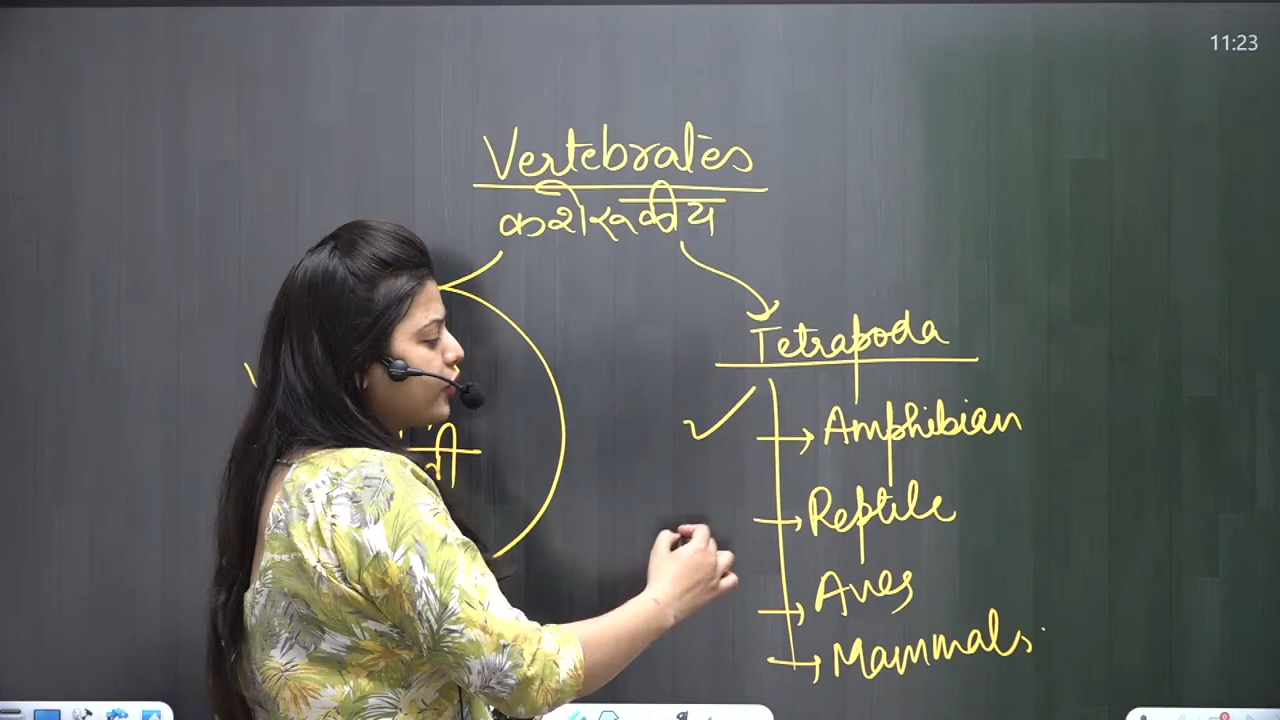 11:23
Vertebrates
कशेरूकीय
Tetrapoda
Amphibian
Reptile
Aves
Mammals